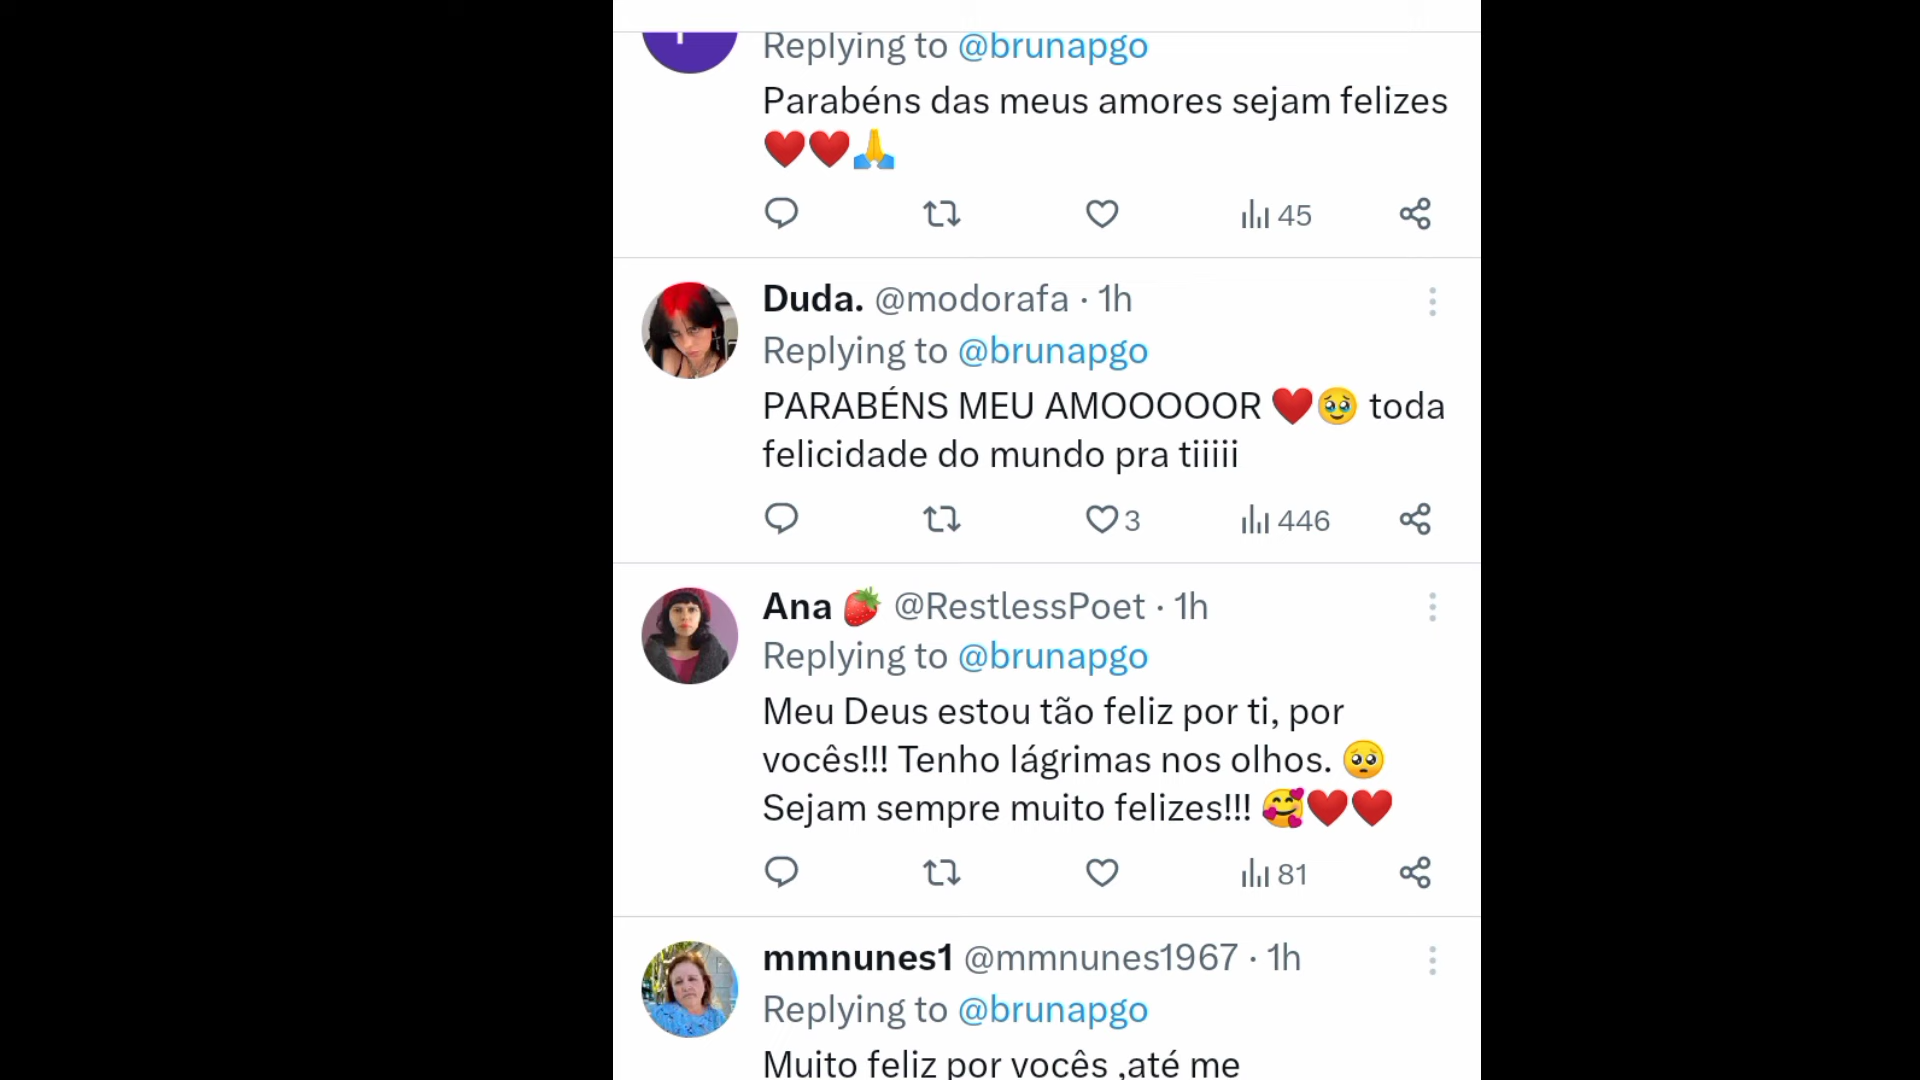 Replying to @brunapgo
Parabéns das meus amores sejam felizes
❤️❤️🙏
45
Duda. @modorafa · 1h
Replying to @brunapgo
PARABÉNS MEU AMOOOOOR ❤️🥹 toda
felicidade do mundo pra tiiiii
3 446
Ana 🍓 @RestlessPoet · 1h
Replying to @brunapgo
Meu Deus estou tão feliz por ti, por
vocês!!! Tenho lágrimas nos olhos. 🥺
Sejam sempre muito felizes!!! 🥰❤️❤️
81
mmnunes1 @mmnunes1967 · 1h
Replying to @brunapgo
Muito feliz por vocês ,até me